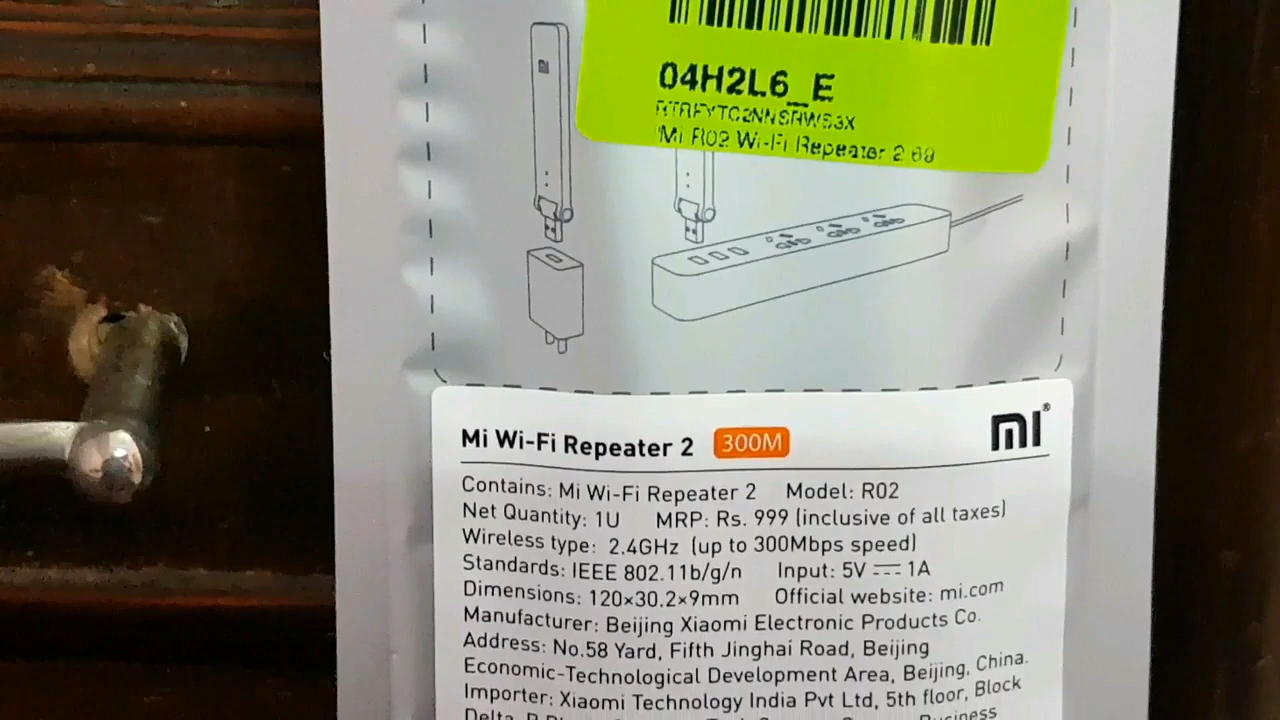 04H2L6_E
Mi R02 Wi-Fi Repeater 2
Mi Wi-Fi Repeater 2 300M mi®
Contains: Mi Wi-Fi Repeater 2 Model: R02
Net Quantity: 1U MRP: Rs. 999 (inclusive of all taxes)
Wireless type: 2.4GHz (up to 300Mbps speed)
Standards: IEEE 802.11b/g/n Input: 5V ⎓ 1A
Dimensions: 120×30.2×9mm Official website: mi.com
Manufacturer: Beijing Xiaomi Electronic Products Co.
Address: No.58 Yard, Fifth Jinghai Road, Beijing
Economic-Technological Development Area, Beijing, China.
Importer: Xiaomi Technology India Pvt Ltd, 5th floor, Block